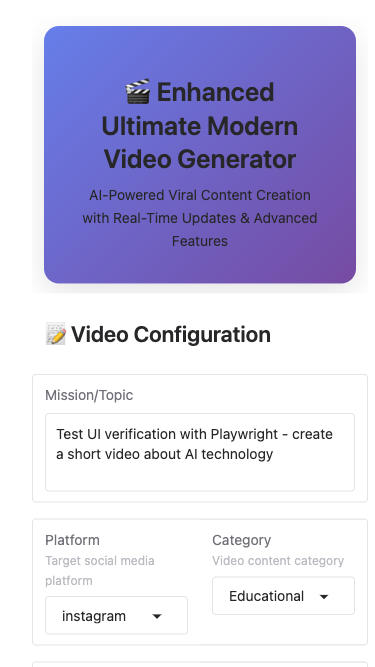 🎬 Enhanced
Ultimate Modern
Video Generator
AI-Powered Viral Content Creation
with Real-Time Updates & Advanced
Features
📝 Video Configuration
Mission/Topic
Test UI verification with Playwright - create
a short video about AI technology
Platform
Target social media
platform
instagram
Category
Video content category
Educational